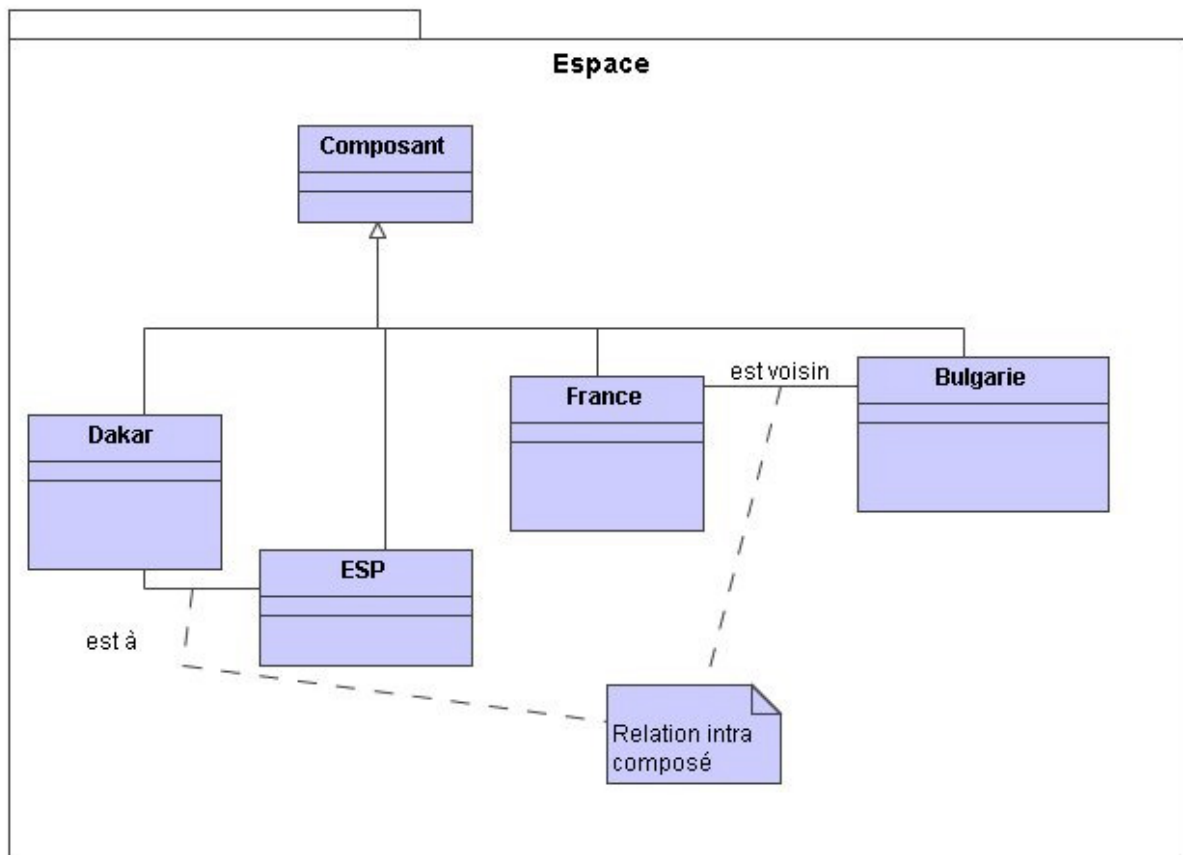 Espace
Composant
est voisin
Bulgarie
France
Dakar
ESP
est à
Relation intra
composé